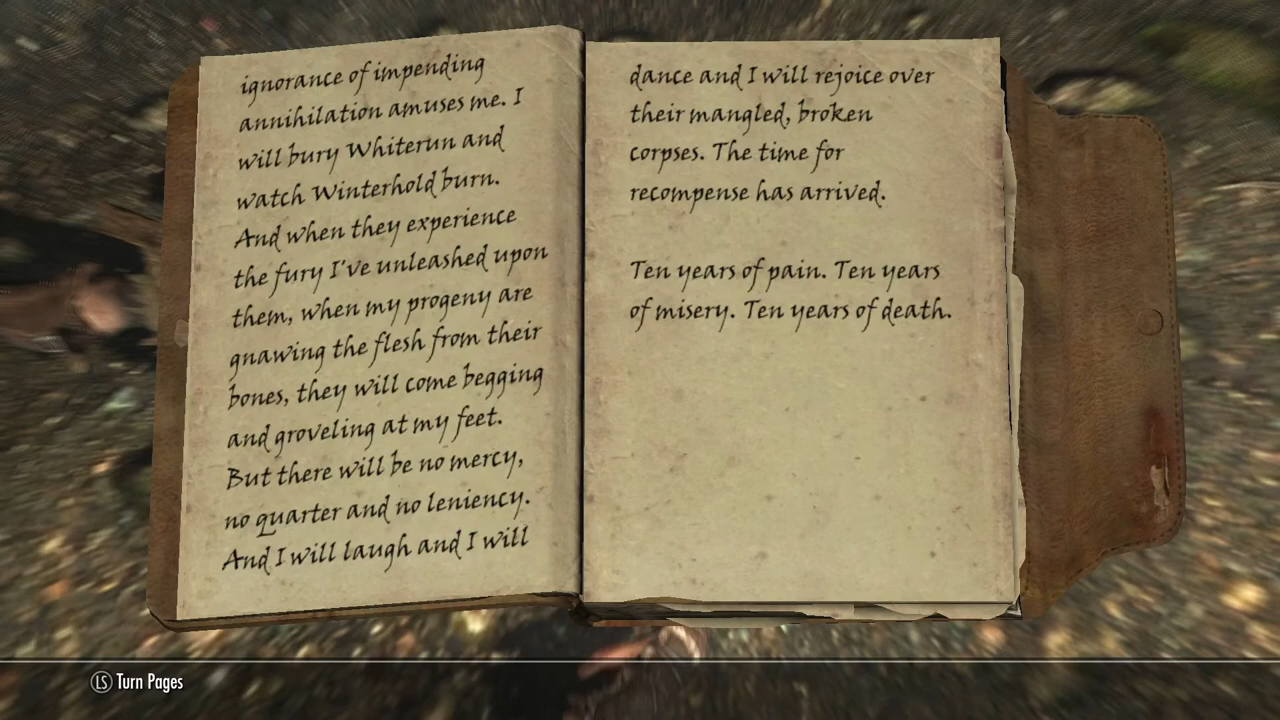 ignorance of impending
annihilation amuses me. I
will bury Whiterun and
watch Winterhold burn.
And when they experience
the fury I've unleashed upon
them, when my progeny are
gnawing the flesh from their
bones, they will come begging
and groveling at my feet.
But there will be no mercy,
no quarter and no leniency.
And I will laugh and I will
dance and I will rejoice over
their mangled, broken
corpses. The time for
recompense has arrived.
Ten years of pain. Ten years
of misery. Ten years of death.
LS Turn Pages